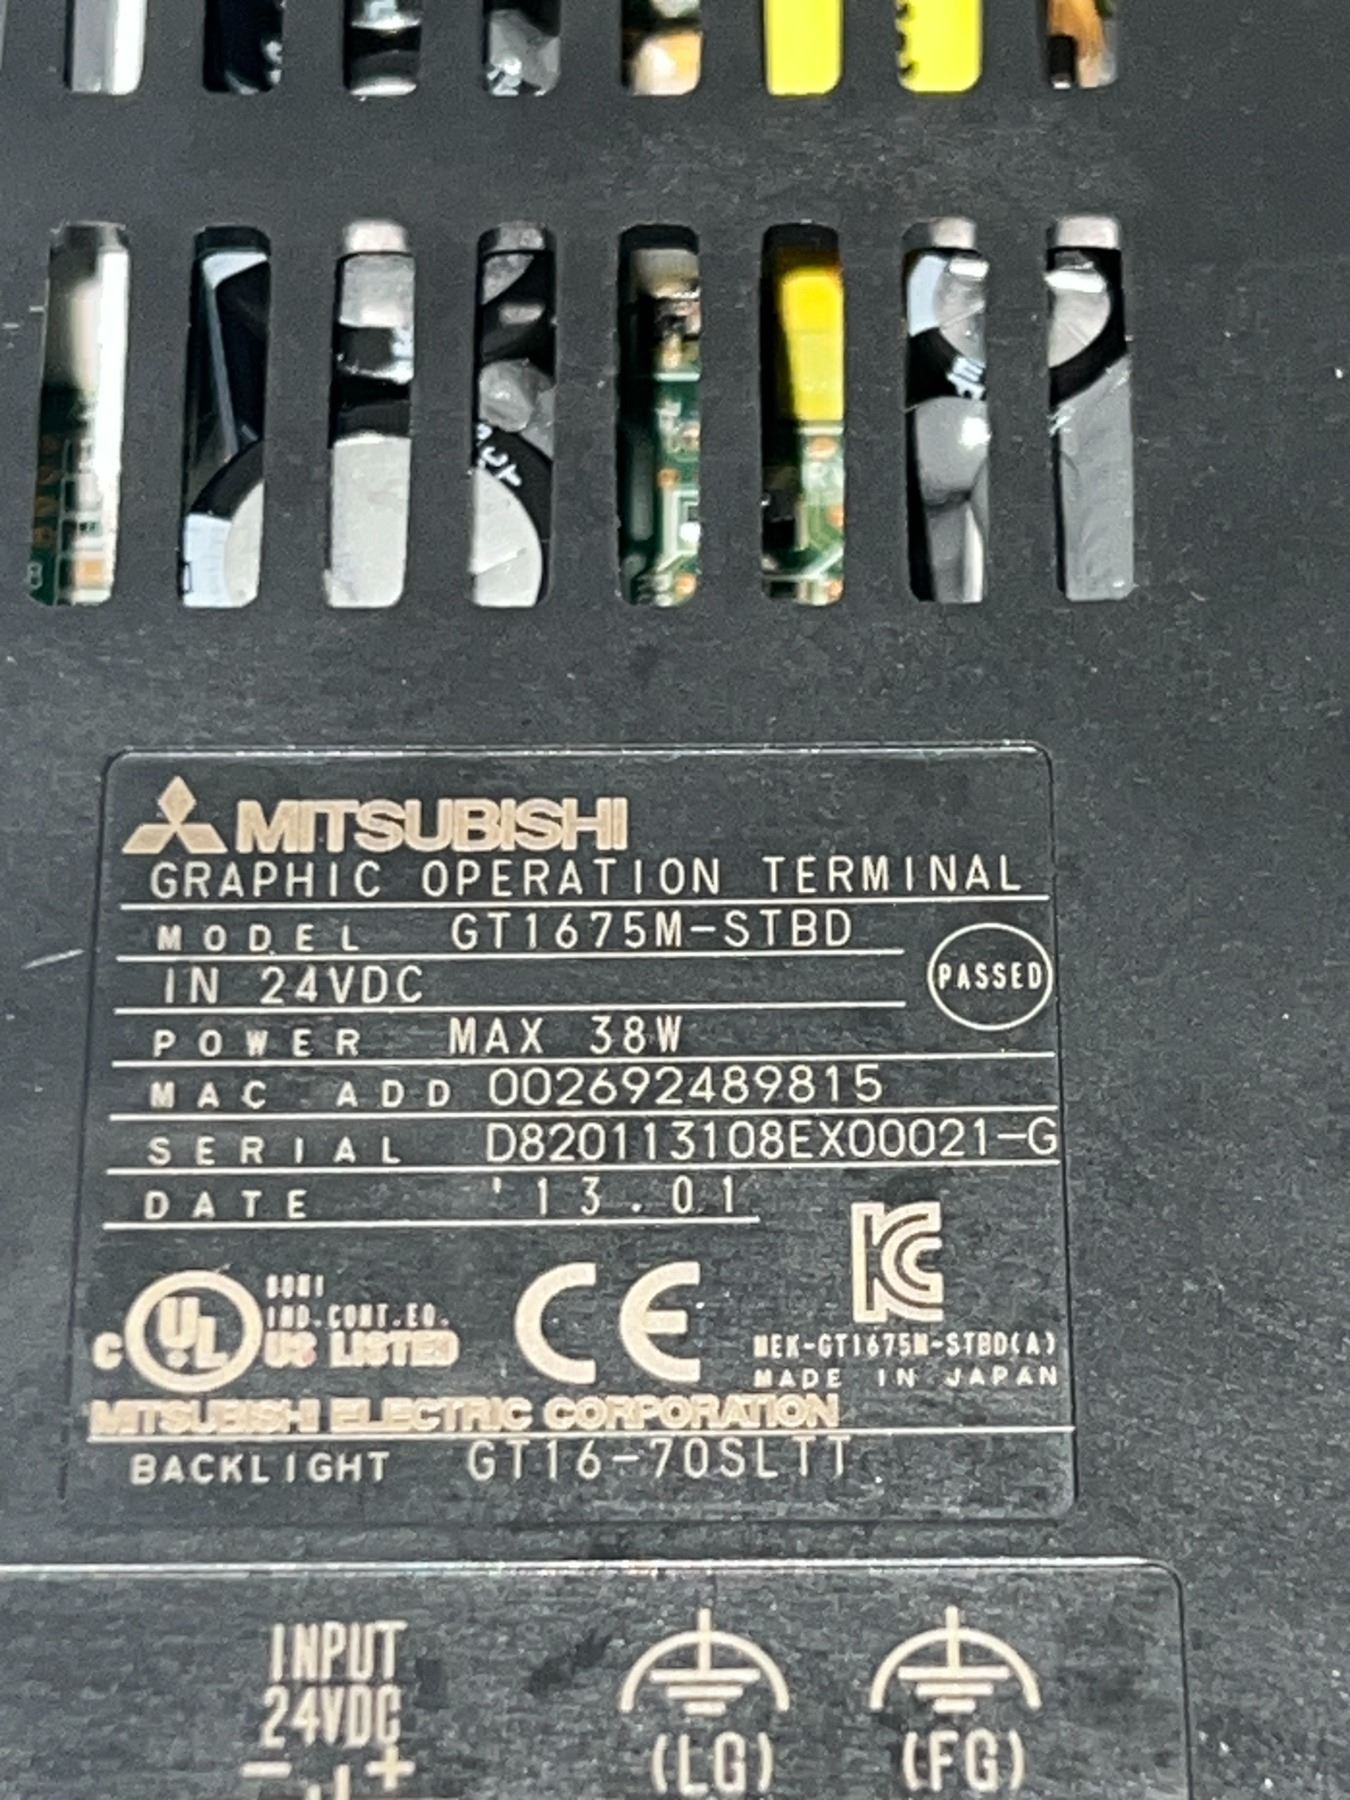 MITSUBISHI
GRAPHIC OPERATION TERMINAL
MODEL GT1675M-STBD
IN 24VDC
PASSED
POWER MAX 38W
MAC ADD 002692489815
SERIAL D820113108EX00021-G
DATE '13.01
C UL US LISTED
IND.CONT.EQ.
CE
KC
MEK-GT1675M-STBD(A)
MADE IN JAPAN
MITSUBISHI ELECTRIC CORPORATION
BACKLIGHT GT16-70SLTT
INPUT
24VDC
- +
(LG)
(FG)